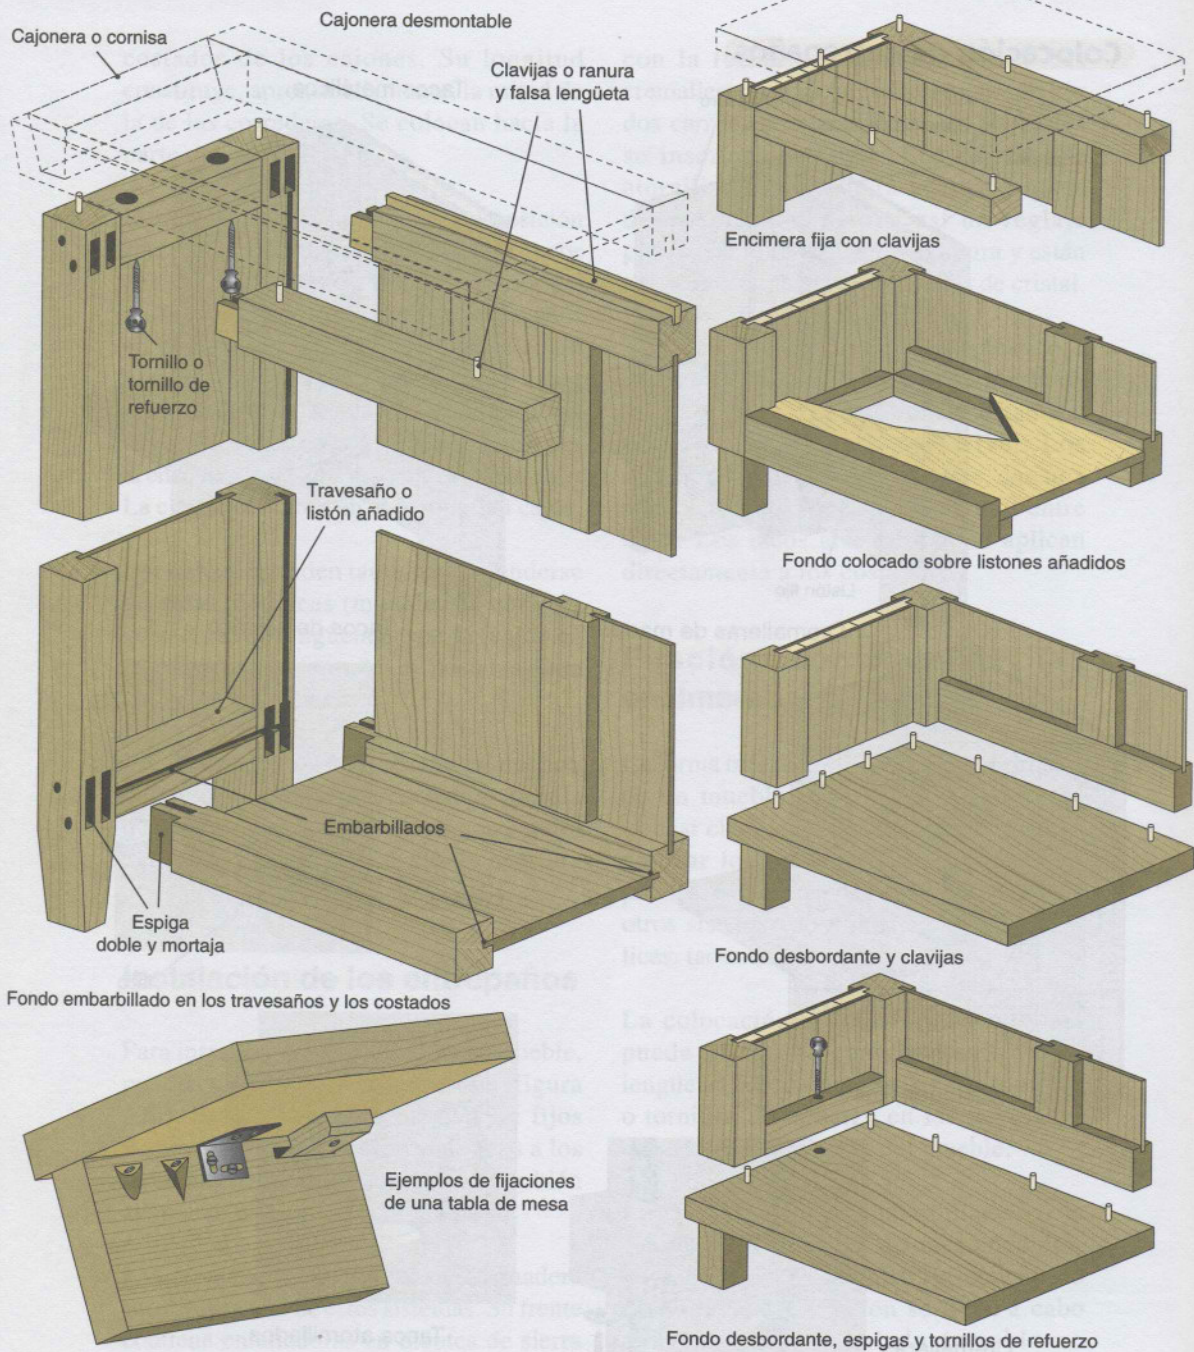 Cajonera desmontable
Cajonera o cornisa
Clavijas o ranura
y falsa lengüeta
Tornillo o
tornillo de
refuerzo
Encimera fija con clavijas
Travesaño o
listón añadido
Fondo colocado sobre listones añadidos
Embarbillados
Espiga
doble y mortaja
Fondo desbordante y clavijas
Fondo embarbillado en los travesaños y los costados
Ejemplos de fijaciones
de una tabla de mesa
Fondo desbordante, espigas y tornillos de refuerzo